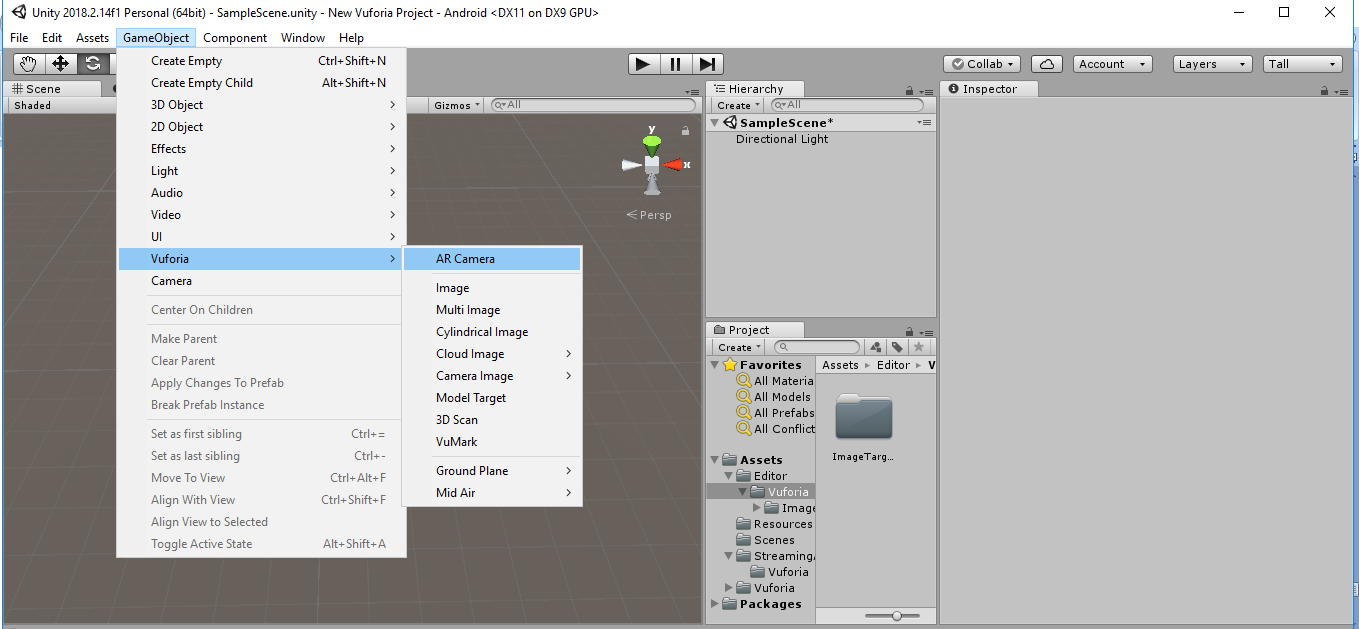 Unity 2018.2.14f1 Personal (64bit) - SampleScene.unity - New Vuforia Project - Android <DX11 on DX9 GPU>
File Edit Assets GameObject Component Window Help
Collab Account Layers Tall
Scene
Shaded Gizmos All
Create Empty Ctrl+Shift+N
Create Empty Child Alt+Shift+N
3D Object
2D Object
Effects
Light
Audio
Video
UI
Vuforia
Camera
Center On Children
Make Parent
Clear Parent
Apply Changes To Prefab
Break Prefab Instance
Set as first sibling Ctrl+=
Set as last sibling Ctrl+-
Move To View Ctrl+Alt+F
Align With View Ctrl+Shift+F
Align View to Selected
Toggle Active State Alt+Shift+A
AR Camera
Image
Multi Image
Cylindrical Image
Cloud Image
Camera Image
Model Target
3D Scan
VuMark
Ground Plane
Mid Air
y
x
Persp
Hierarchy
Create All
SampleScene*
Directional Light
Project
Create
Favorites
All Materia
All Models
All Prefabs
All Conflict
Assets
Editor
Vuforia
Image
Resources
Scenes
Streaming
Vuforia
Vuforia
Packages
Assets Editor V
ImageTarg...
Inspector